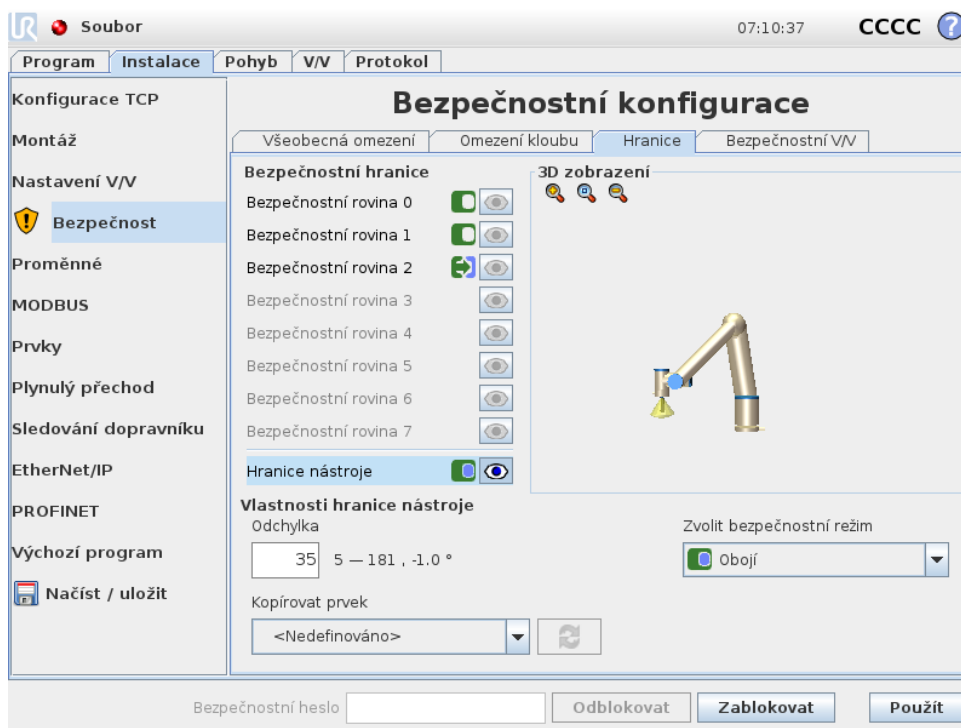 UR Soubor 07:10:37 CCCC ?
Program Instalace Pohyb V/V Protokol
Konfigurace TCP
Montáž
Nastavení V/V
Bezpečnost
Proměnné
MODBUS
Prvky
Plynulý přechod
Sledování dopravníku
EtherNet/IP
PROFINET
Výchozí program
Načíst / uložit
Bezpečnostní konfigurace
Všeobecná omezení Omezení kloubu Hranice Bezpečnostní V/V
Bezpečnostní hranice
Bezpečnostní rovina 0
Bezpečnostní rovina 1
Bezpečnostní rovina 2
Bezpečnostní rovina 3
Bezpečnostní rovina 4
Bezpečnostní rovina 5
Bezpečnostní rovina 6
Bezpečnostní rovina 7
Hranice nástroje
3D zobrazení
Vlastnosti hranice nástroje
Odchylka
35 5 — 181 , -1.0 °
Zvolit bezpečnostní režim
Obojí
Kopírovat prvek
<Nedefinováno>
Bezpečnostní heslo Odblokovat Zablokovat Použít